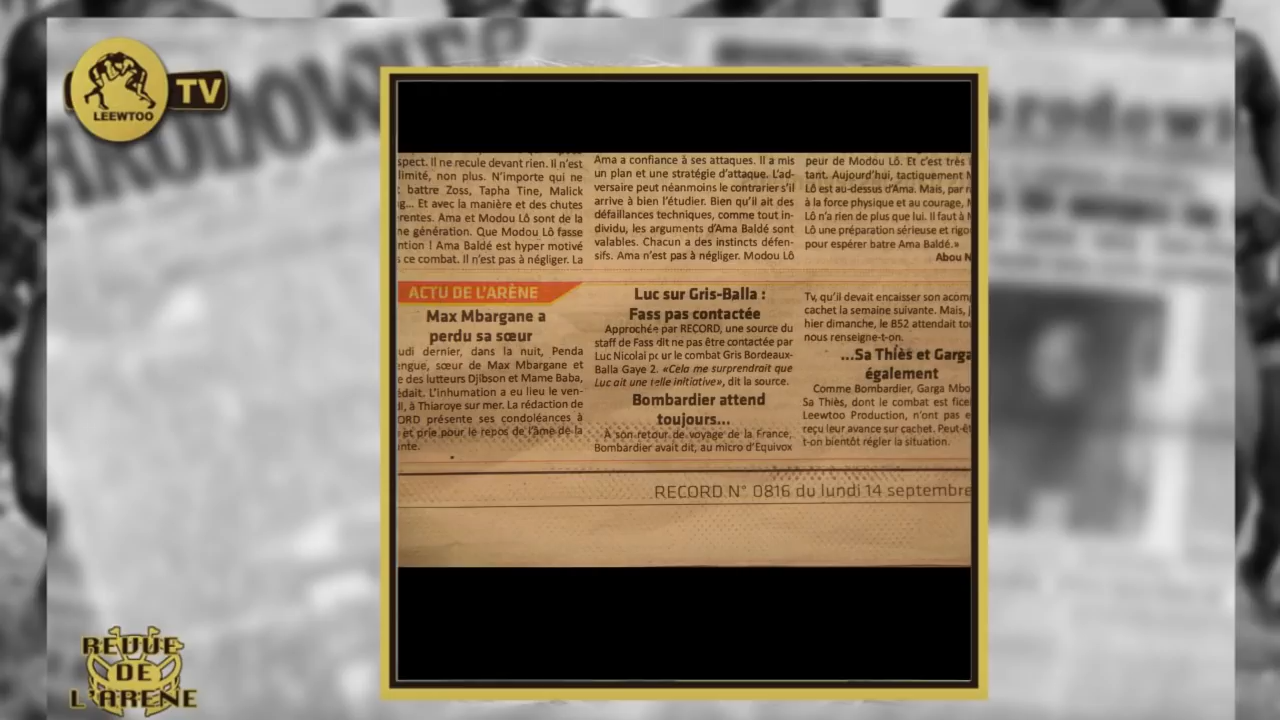 LEEWTOO
TV
spect. Il ne recule devant rien. Il n'est
limité, non plus. N'importe qui ne
battre Zoss, Tapha Tine, Malick
Et avec la manière et des chutes
Ama et Modou Lô sont de la
génération. Que Modou Lô fasse
ntion ! Ama Baldé est hyper motivé
ce combat. Il n'est pas à négliger. La
Ama a confiance à ses attaques. Il a mis
un plan et une stratégie d'attaque. L'ad-
versaire peut néanmoins le contrarier s'il
arrive à bien l'étudier. Bien qu'il ait des
défaillances techniques, comme tout in-
dividu, les arguments d'Ama Baldé sont
valables. Chacun a des instincts défen-
sifs. Ama n'est pas à négliger. Modou Lô
peur de Modou Lô. Et c'est très
tant. Aujourd'hui, tactiquement
Lô est au-dessus d'Ama. Mais, par
à la force physique et au courage,
Lô n'a rien de plus que lui. Il faut à
Lô une préparation sérieuse et rigo
pour espérer batre Ama Baldé.»
Abou N
ACTU DE L'ARÈNE
Max Mbargane a
perdu sa sœur
udi dernier, dans la nuit, Penda
engue, sœur de Max Mbargane et
des lutteurs Djibson et Mame Baba,
édait. L'inhumation a eu lieu le ven-
à Thiaroye sur mer. La rédaction de
ORD présente ses condoléances à
et prie pour le repos de l'âme de la
nte.
Luc sur Gris-Balla :
Fass pas contactée
Approchée par RECORD, une source du
staff de Fass dit ne pas être contactée par
Luc Nicolai pour le combat Gris Bordeaux-
Balla Gaye 2. «Cela me surprendrait que
Luc ait une telle initiative», dit la source.
Bombardier attend
toujours...
À son retour de voyage de la France,
Bombardier avait dit, au micro d'Equivox
Tv, qu'il devait encaisser son acom
cachet la semaine suivante. Mais,
hier dimanche, le B52 attendait tou
nous renseigne-t-on.
...Sa Thiès et Garga
également
Comme Bombardier, Garga Mbo
Sa Thiès, dont le combat est fice
Leewtoo Production, n'ont pas
reçu leur avance sur cachet. Peut-êt
t-on bientôt régler la situation.
RECORD N° 0816 du lundi 14 septembre
REVUE
DE
L'ARENE